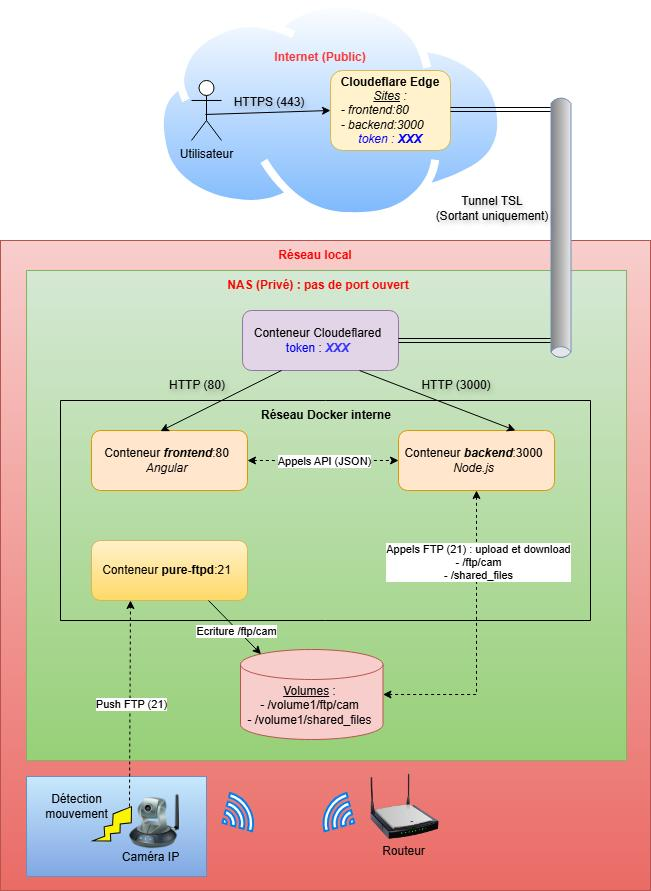 Internet (Public)
Cloudeflare Edge
Sites :
- frontend:80
- backend:3000
token : XXX
HTTPS (443)
Utilisateur
Tunnel TSL
(Sortant uniquement)
Réseau local
NAS (Privé) : pas de port ouvert
Conteneur Cloudeflared
token : XXX
HTTP (80)
HTTP (3000)
Réseau Docker interne
Conteneur frontend:80
Angular
Appels API (JSON)
Conteneur backend:3000
Node.js
Appels FTP (21) : upload et download
- /ftp/cam
- /shared_files
Conteneur pure-ftpd:21
Ecriture /ftp/cam
Volumes :
- /volume1/ftp/cam
- /volume1/shared_files
Push FTP (21)
Détection
mouvement
Caméra IP
Routeur